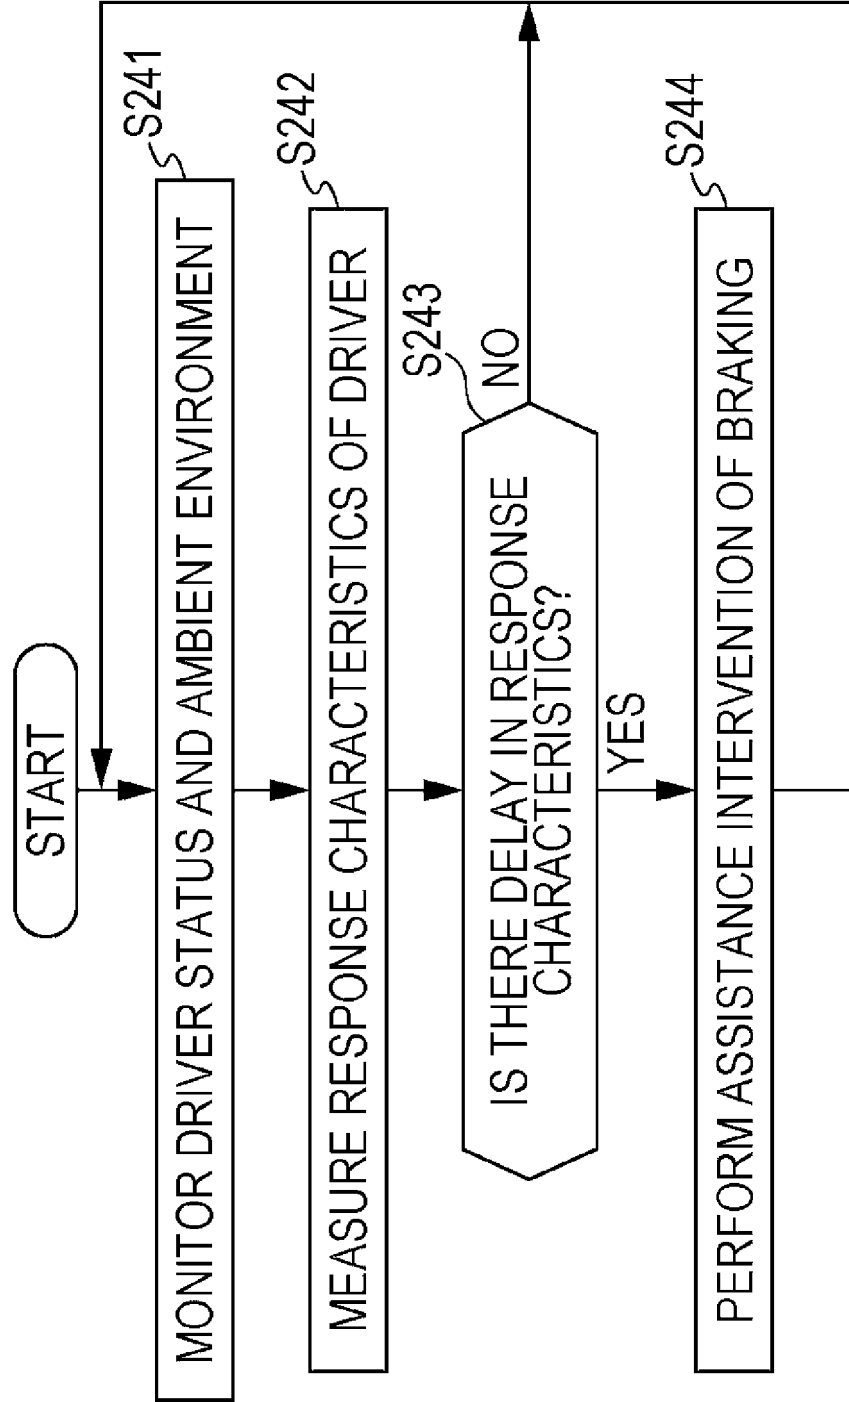 START
S241
MONITOR DRIVER STATUS AND AMBIENT ENVIRONMENT
S242
MEASURE RESPONSE CHARACTERISTICS OF DRIVER
S243
IS THERE DELAY IN RESPONSE
CHARACTERISTICS?
NO
YES
S244
PERFORM ASSISTANCE INTERVENTION OF BRAKING